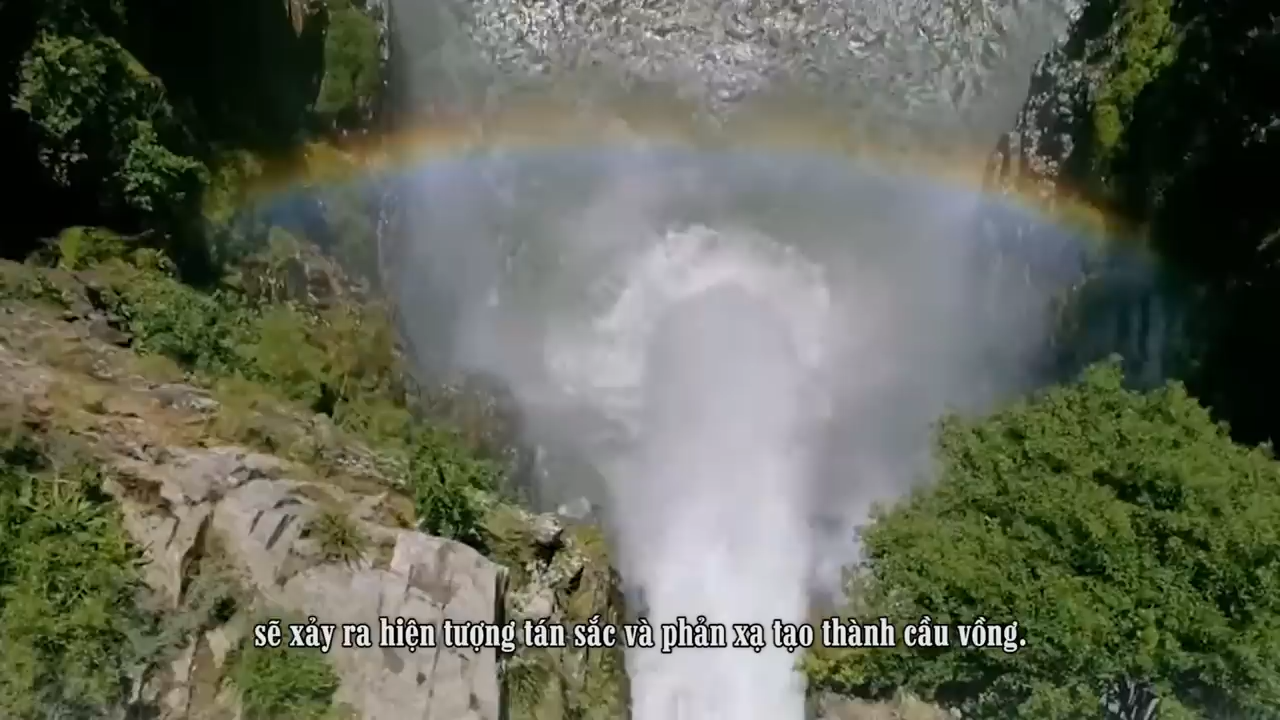 sẽ xảy ra hiện tượng tán sắc và phản xạ tạo thành cầu vồng.